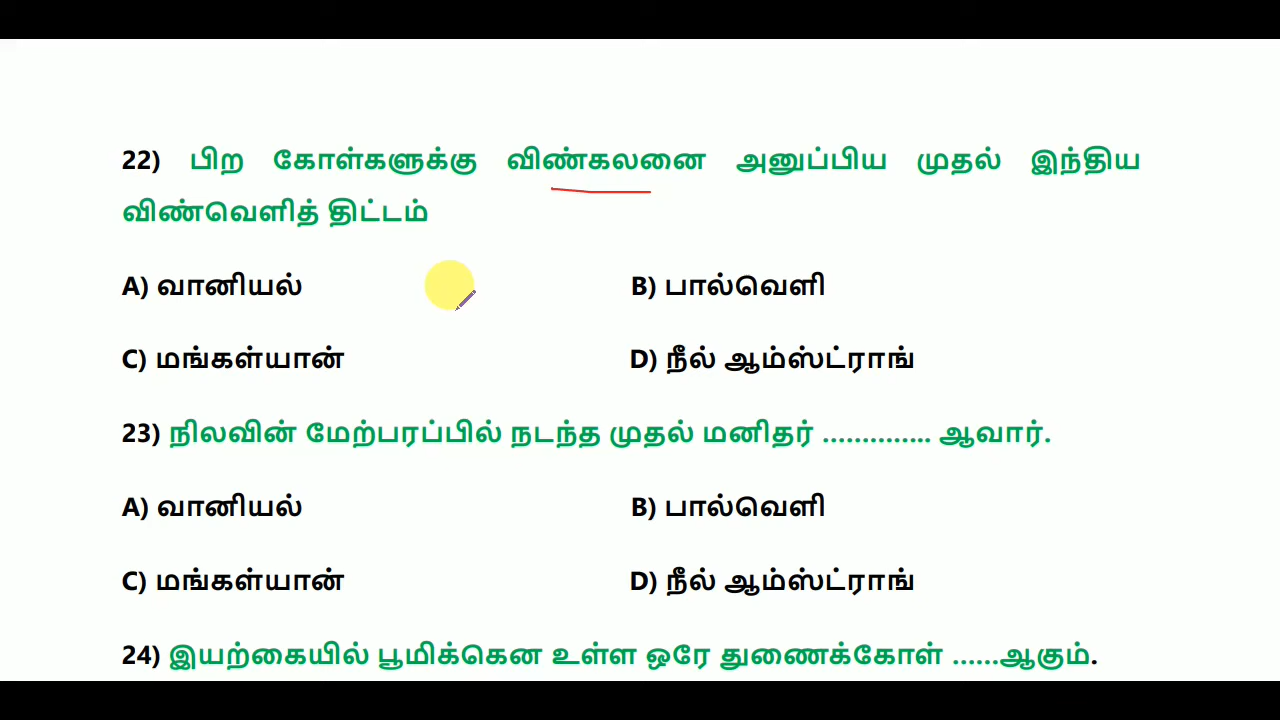 22) பிற கோள்களுக்கு விண்கலனை அனுப்பிய முதல் இந்திய
விண்வெளித் திட்டம்
A) வானியல் B) பால்வெளி
C) மங்கள்யான் D) நீல் ஆம்ஸ்ட்ராங்
23) நிலவின் மேற்பரப்பில் நடந்த முதல் மனிதர் .............. ஆவார்.
A) வானியல் B) பால்வெளி
C) மங்கள்யான் D) நீல் ஆம்ஸ்ட்ராங்
24) இயற்கையில் பூமிக்கென உள்ள ஒரே துணைக்கோள் ......ஆகும்.